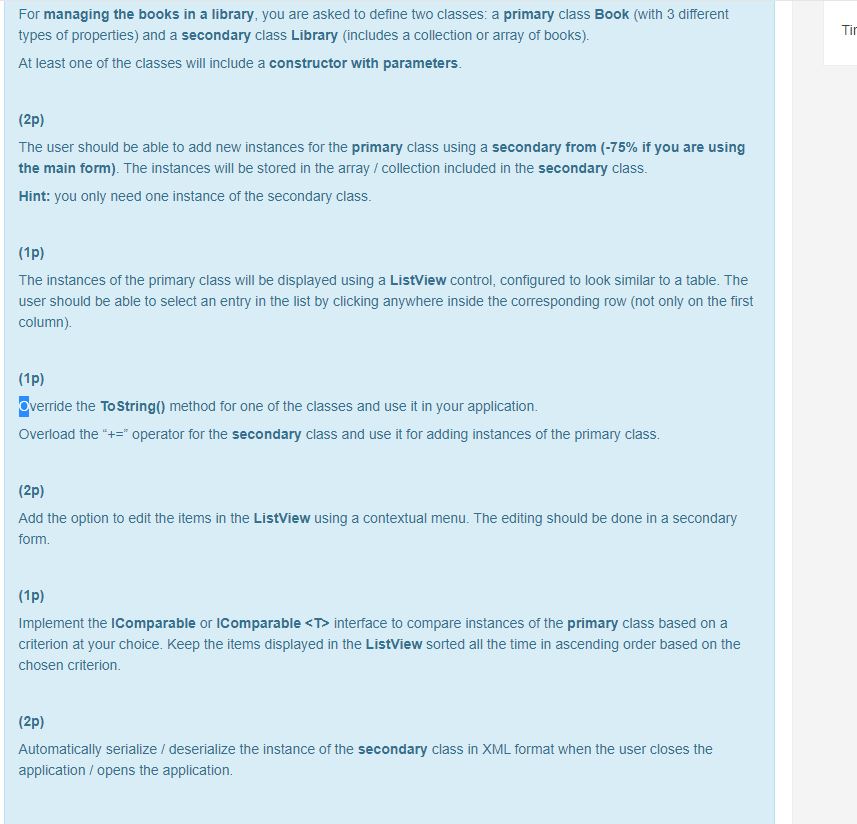 For managing the books in a library, you are asked to define two classes: a primary class Book (with 3 different
types of properties) and a secondary class Library (includes a collection or array of books).
At least one of the classes will include a constructor with parameters.
(2p)
The user should be able to add new instances for the primary class using a secondary from (-75% if you are using
the main form). The instances will be stored in the array / collection included in the secondary class.
Hint: you only need one instance of the secondary class.
(1p)
The instances of the primary class will be displayed using a ListView control, configured to look similar to a table. The
user should be able to select an entry in the list by clicking anywhere inside the corresponding row (not only on the first
column).
(1p)
Override the ToString() method for one of the classes and use it in your application.
Overload the “+=” operator for the secondary class and use it for adding instances of the primary class.
(2p)
Add the option to edit the items in the ListView using a contextual menu. The editing should be done in a secondary
form.
(1p)
Implement the IComparable or IComparable <T> interface to compare instances of the primary class based on a
criterion at your choice. Keep the items displayed in the ListView sorted all the time in ascending order based on the
chosen criterion.
(2p)
Automatically serialize / deserialize the instance of the secondary class in XML format when the user closes the
application / opens the application.